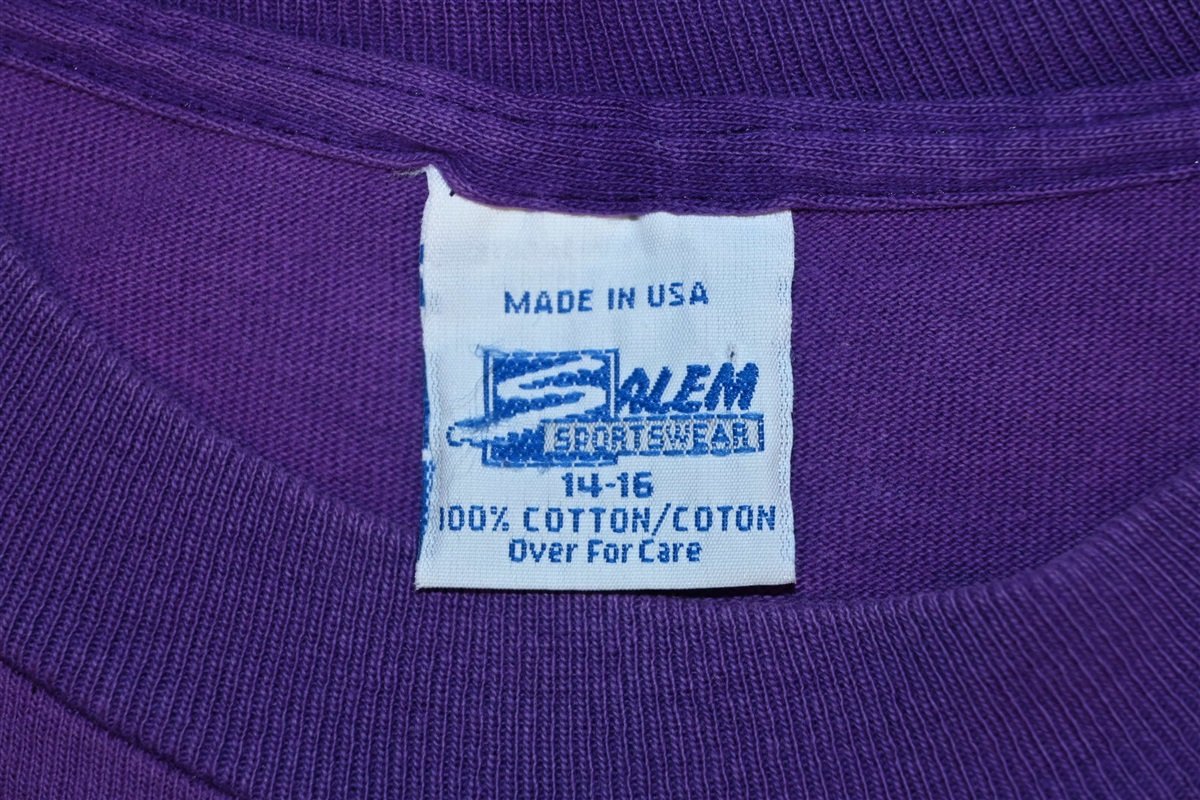 MADE IN USA
SALEM
SPORTSWEAR
14-16
100% COTTON/COTON
Over For Care